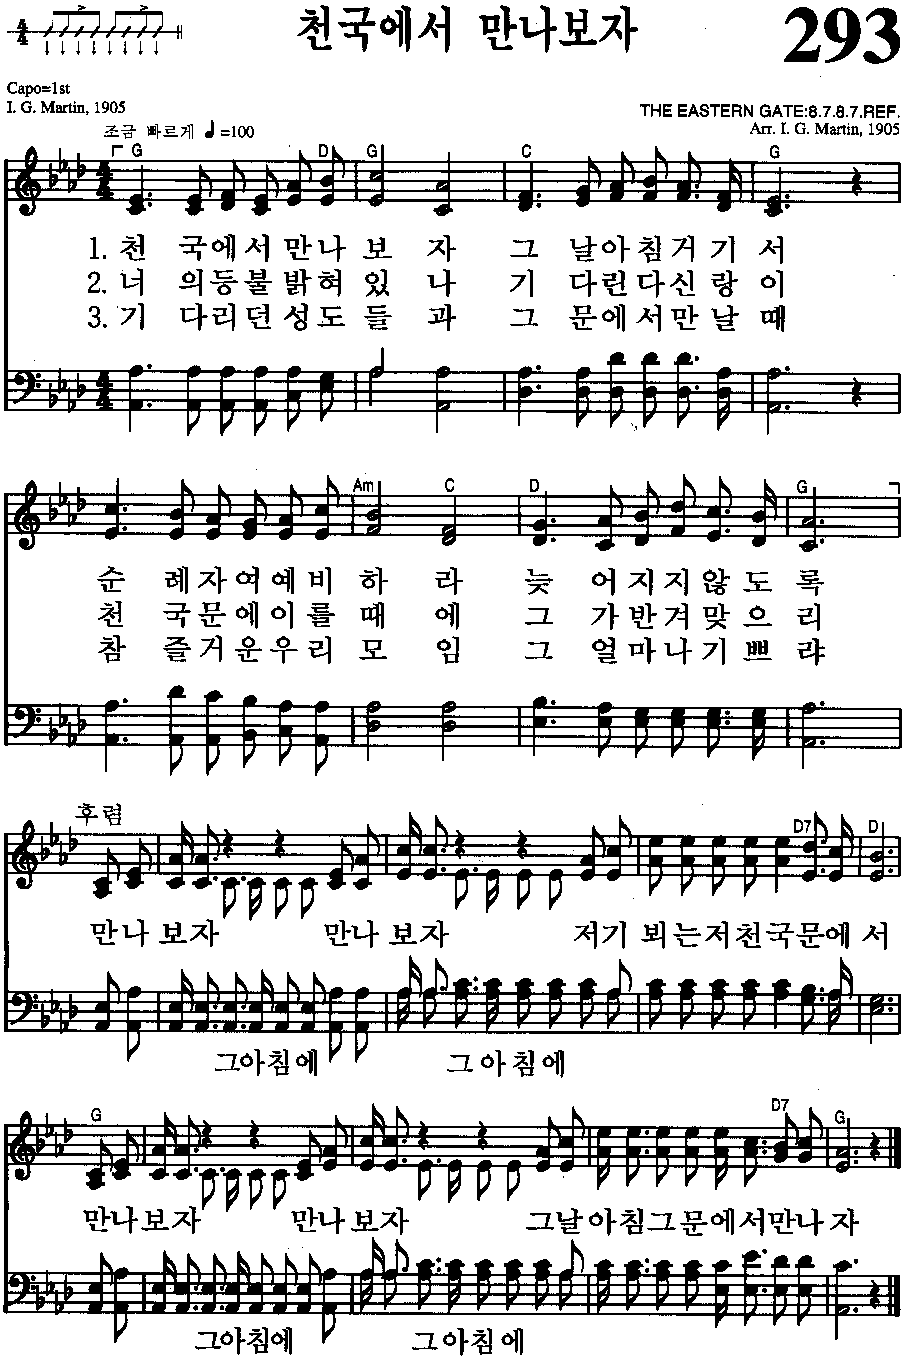 4/4
천국에서 만나보자
293
Capo=1st
I. G. Martin, 1905
THE EASTERN GATE:8.7.8.7.REF.
Arr. I. G. Martin, 1905
조금 빠르게 ♩=100
G D G C G
1. 천 국에서만나 보 자 그 날아침거기 서
2. 너 의등불밝혀 있 나 기 다린다신랑 이
3. 기 다리던성도 들 과 그 문에서만날 때
Am C D G
순 례자여예비 하 라 늦 어지지않도 록
천 국문에이를 때 에 그 가반겨맞으 리
참 즐거운우리 모 임 그 얼마나기쁘 랴
후렴
D7 D
만나 보자 만나 보자 저기 뵈는저천국문에 서
그아침에 그아침에
G D7 G
만나보자 만나보자 그날아침그문에서만나 자
그아침에 그아침에